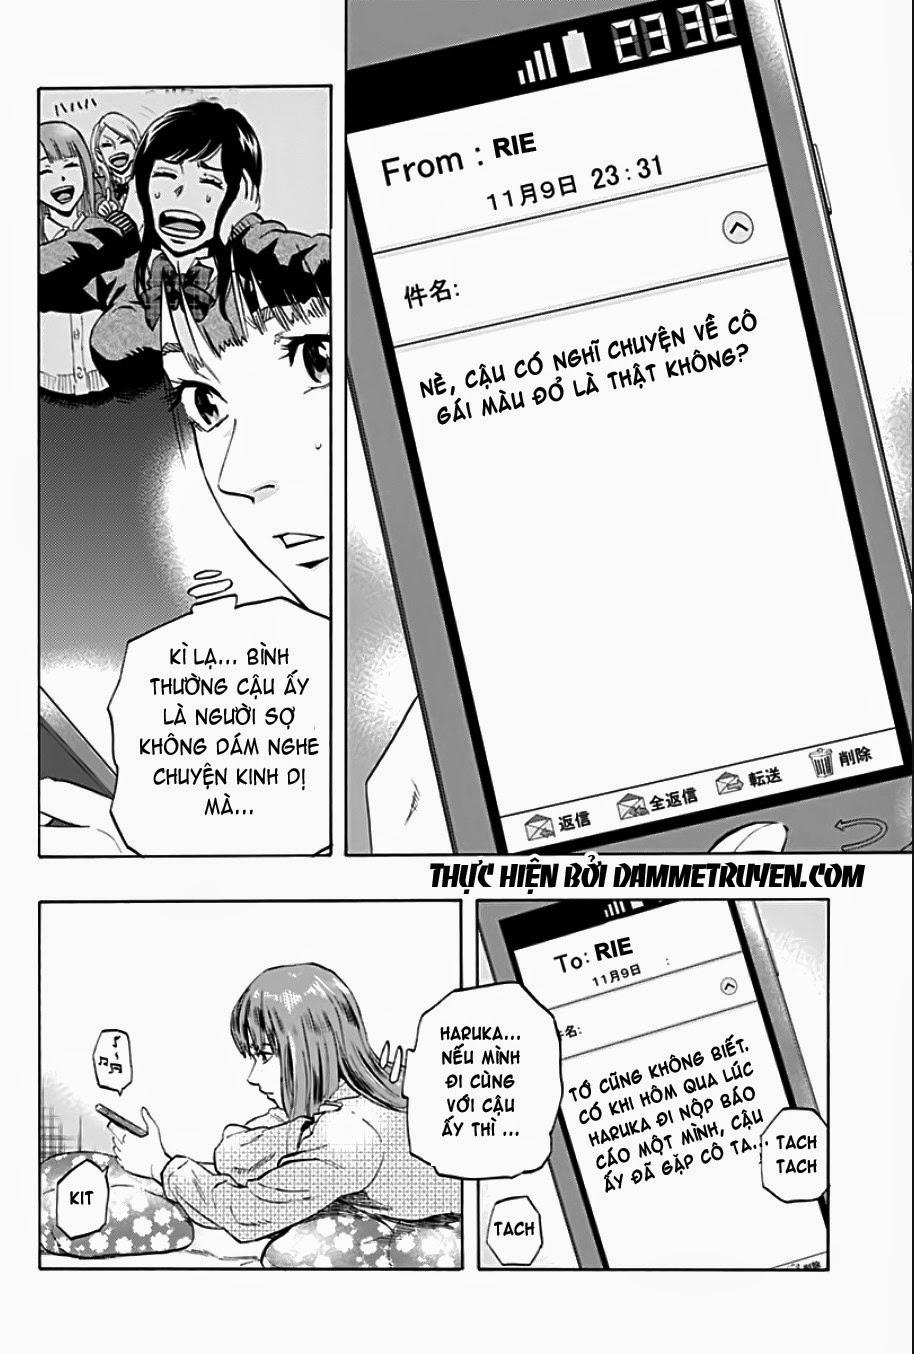 23:32
From : RIE
11月9日 23:31
件名:
NÈ, CẬU CÓ NGHĨ CHUYỆN VỀ CÔ
GÁI MÀU ĐỎ LÀ THẬT KHÔNG?
返信
全返信
転送
削除
KÌ LẠ... BÌNH
THƯỜNG CẬU ẤY
LÀ NGƯỜI SỢ
KHÔNG DÁM NGHE
CHUYỆN KINH DỊ
MÀ...
THỰC HIỆN BỞI DAMMETRUYEN.COM
To: RIE
11月9日 :
件名:
TỚ CŨNG KHÔNG BIẾT.
CÓ KHI HÔM QUA LÚC
HARUKA ĐI NỘP BÁO
CÁO MỘT MÌNH, CẬU
ẤY ĐÃ GẶP CÔ TA...
TACH
TACH
TACH
削除
HARUKA...
NẾU MÌNH
ĐI CÙNG
VỚI CẬU
ẤY THÌ ...
KIT